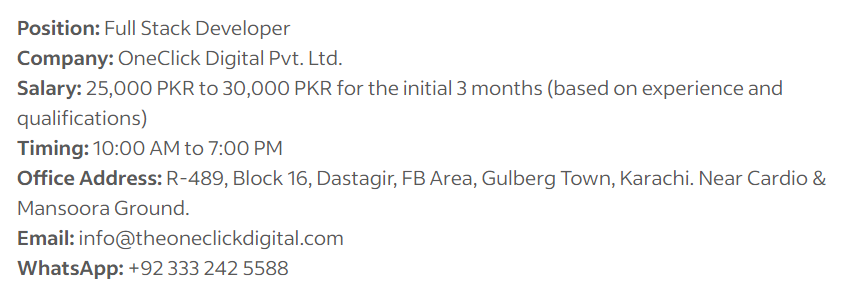 Position: Full Stack Developer
Company: OneClick Digital Pvt. Ltd.
Salary: 25,000 PKR to 30,000 PKR for the initial 3 months (based on experience and
qualifications)
Timing: 10:00 AM to 7:00 PM
Office Address: R-489, Block 16, Dastagir, FB Area, Gulberg Town, Karachi. Near Cardio &
Mansoora Ground.
Email: info@theoneclickdigital.com
WhatsApp: +92 333 242 5588